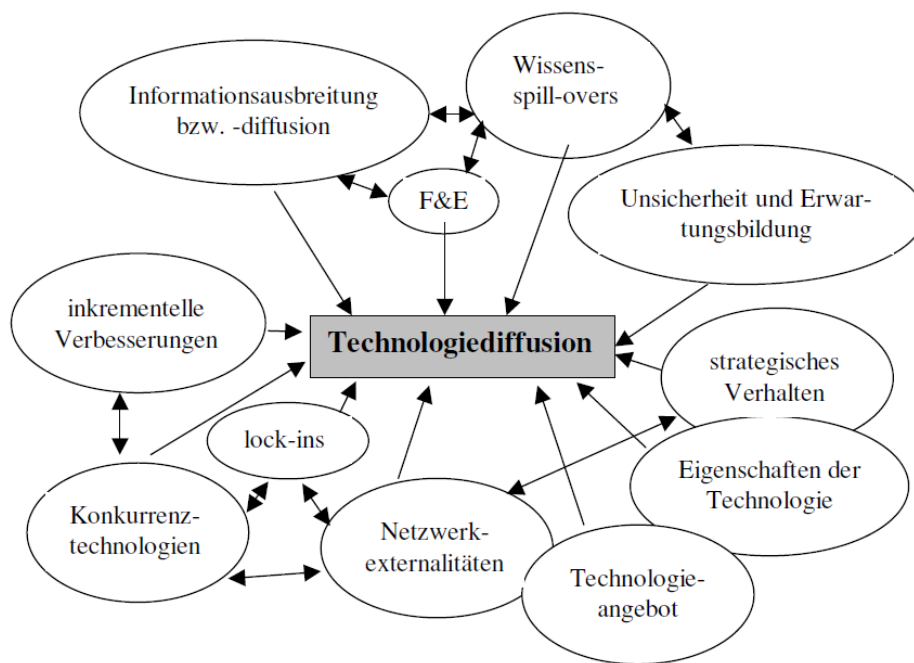 Informationsausbreitung
bzw. -diffusion
Wissens-
spill-overs
F&E
Unsicherheit und Erwar-
tungsbildung
inkrementelle
Verbesserungen
Technologiediffusion
strategisches
Verhalten
lock-ins
Eigenschaften der
Technologie
Konkurrenz-
technologien
Netzwerk-
externalitäten
Technologie-
angebot